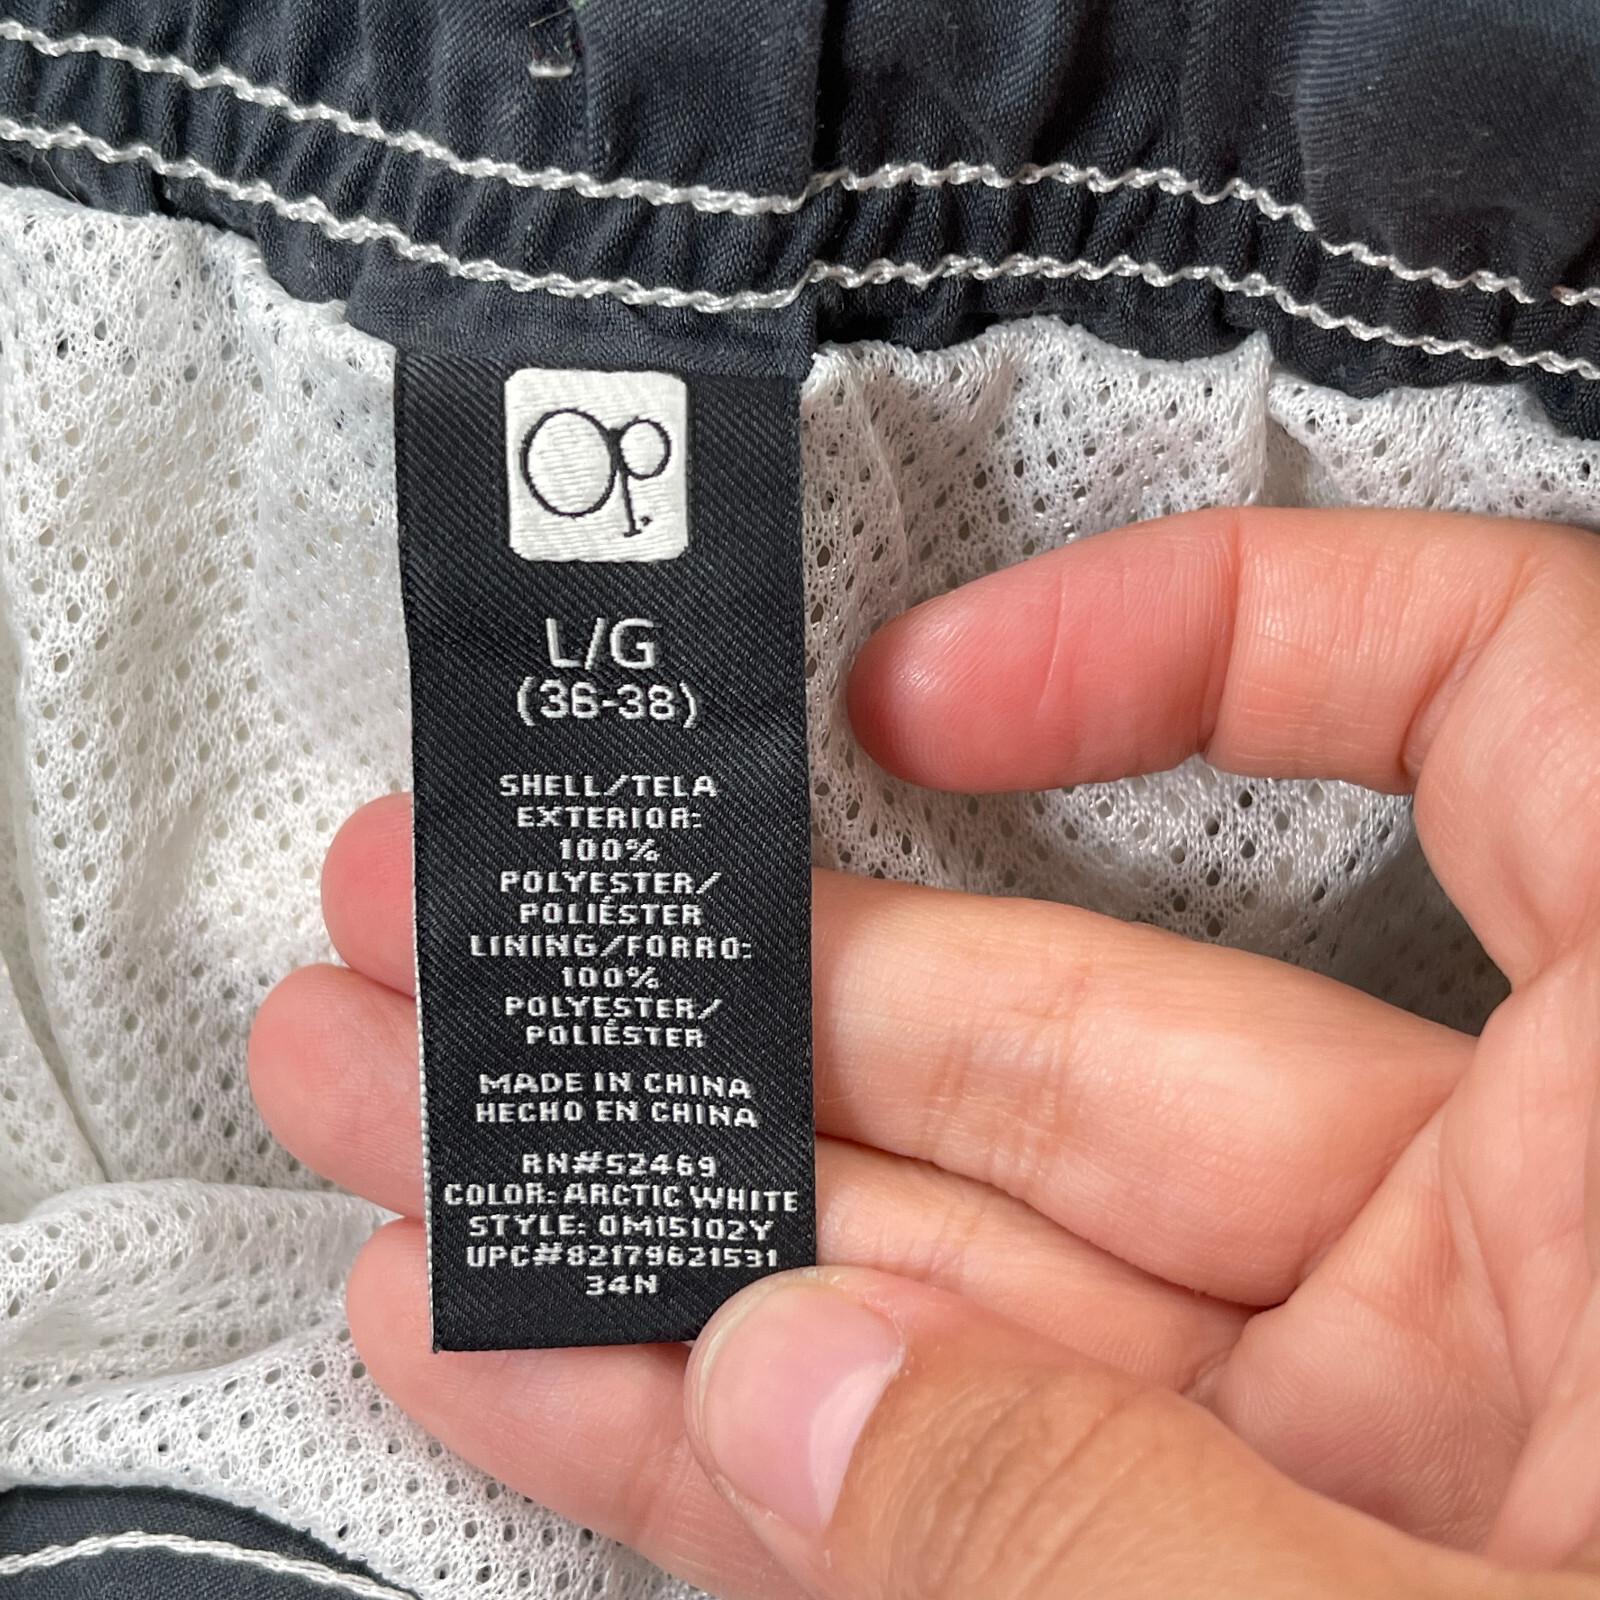 Op
L/G
(36-38)
SHELL/TELA
EXTERIOR:
100%
POLYESTER/
POLIÉSTER
LINING/FORRO:
100%
POLYESTER/
POLIÉSTER
MADE IN CHINA
HECHO EN CHINA
RN#52469
COLOR: ARCTIC WHITE
STYLE: OM15102Y
UPC#82179621531
34N